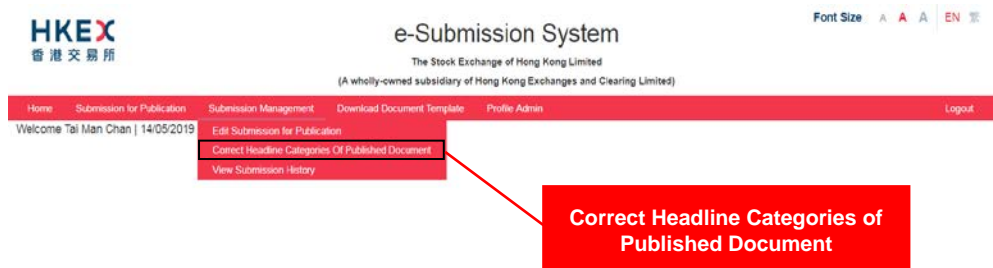 HKEX
香港交易所
e-Submission System
The Stock Exchange of Hong Kong Limited
(A wholly-owned subsidiary of Hong Kong Exchanges and Clearing Limited)
Font Size A A A EN 繁
Home Submission for Publication Submission Management Download Document Template Profile Admin Logout
Welcome Tai Man Chan | 14/05/2019
Edit Submission for Publication
Correct Headline Categories Of Published Document
View Submission History
Correct Headline Categories of
Published Document